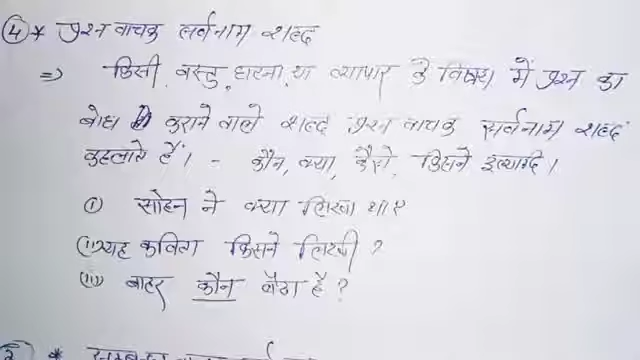 ④ * प्रश्न वाचक सर्वनाम शब्द
⇒ किसी वस्तु, घटना, या व्यापार के विषय में प्रश्न का
बोध कराने वाले शब्द प्रश्न वाचक सर्वनाम शब्द
कहलाते हैं। - कौन, क्या, कैसे, किसने इत्यादि।
(i) सोहन ने क्या लिखा था?
(ii) यह कविता किसने लिखी ?
(iii) बाहर कौन बैठा है ?